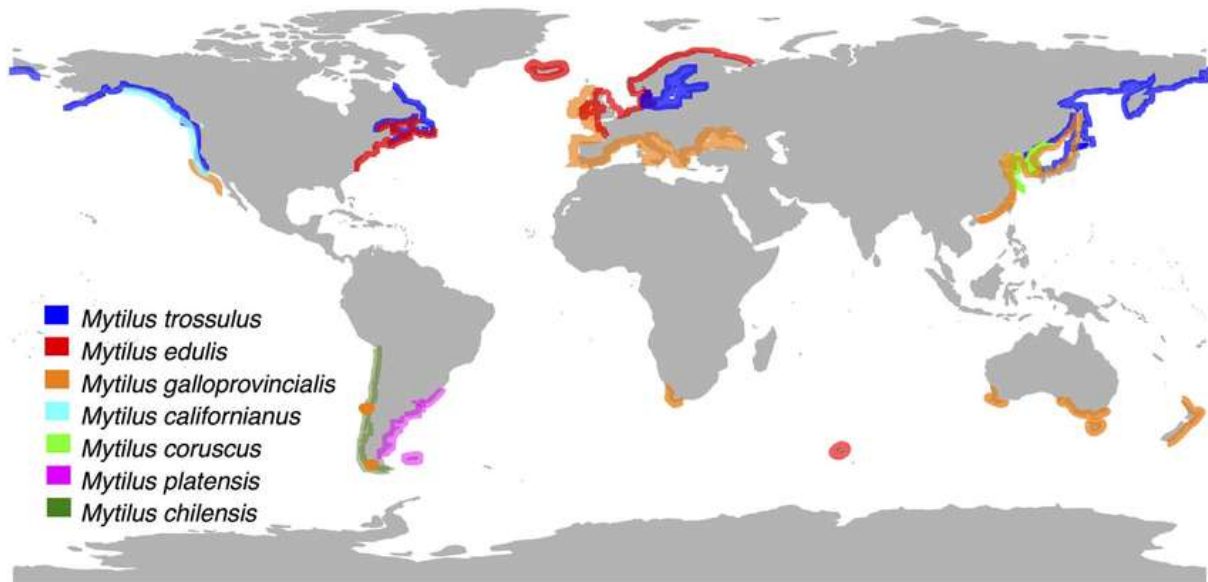 Mytilus trossulus
Mytilus edulis
Mytilus galloprovincialis
Mytilus californianus
Mytilus coruscus
Mytilus platensis
Mytilus chilensis